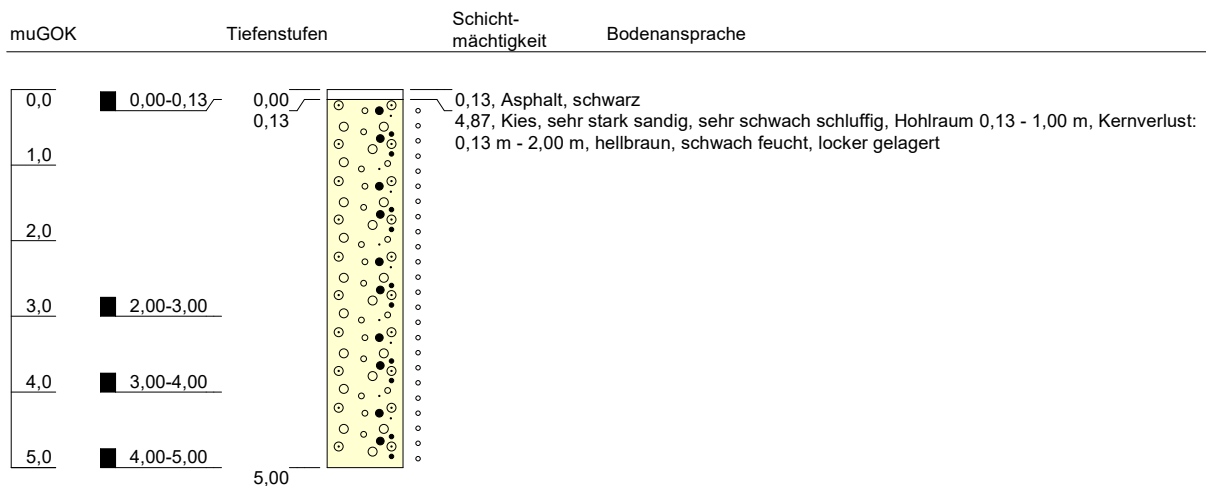 muGOK Tiefenstufen Schicht-
mächtigkeit Bodenansprache
0,0 0,00-0,13 0,00 0,13, Asphalt, schwarz
0,13 4,87, Kies, sehr stark sandig, sehr schwach schluffig, Hohlraum 0,13 - 1,00 m, Kernverlust:
0,13 m - 2,00 m, hellbraun, schwach feucht, locker gelagert
1,0
2,0
3,0 2,00-3,00
4,0 3,00-4,00
5,0 4,00-5,00
5,00